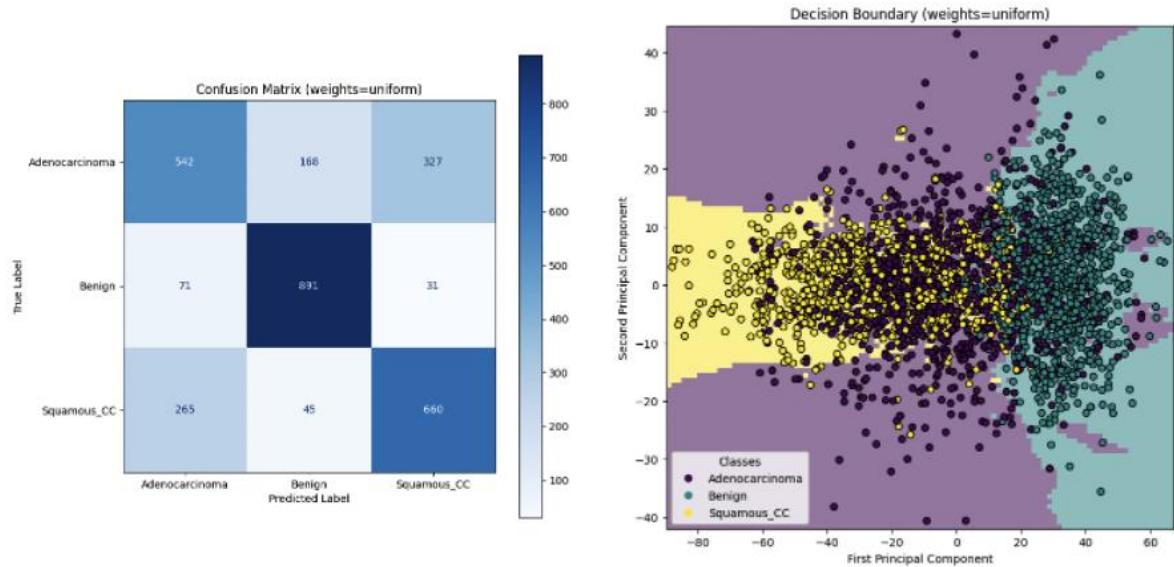 Confusion Matrix (weights=uniform)
True Label
Adenocarcinoma
542
168
327
Benign
71
891
31
Squamous_CC
265
45
660
Adenocarcinoma
Benign
Squamous_CC
Predicted Label
800
700
600
500
400
300
200
100
Decision Boundary (weights=uniform)
Second Principal Component
40
30
20
10
0
−10
−20
−30
−40
Classes
Adenocarcinoma
Benign
Squamous_CC
−80
−60
−40
−20
0
20
40
60
First Principal Component